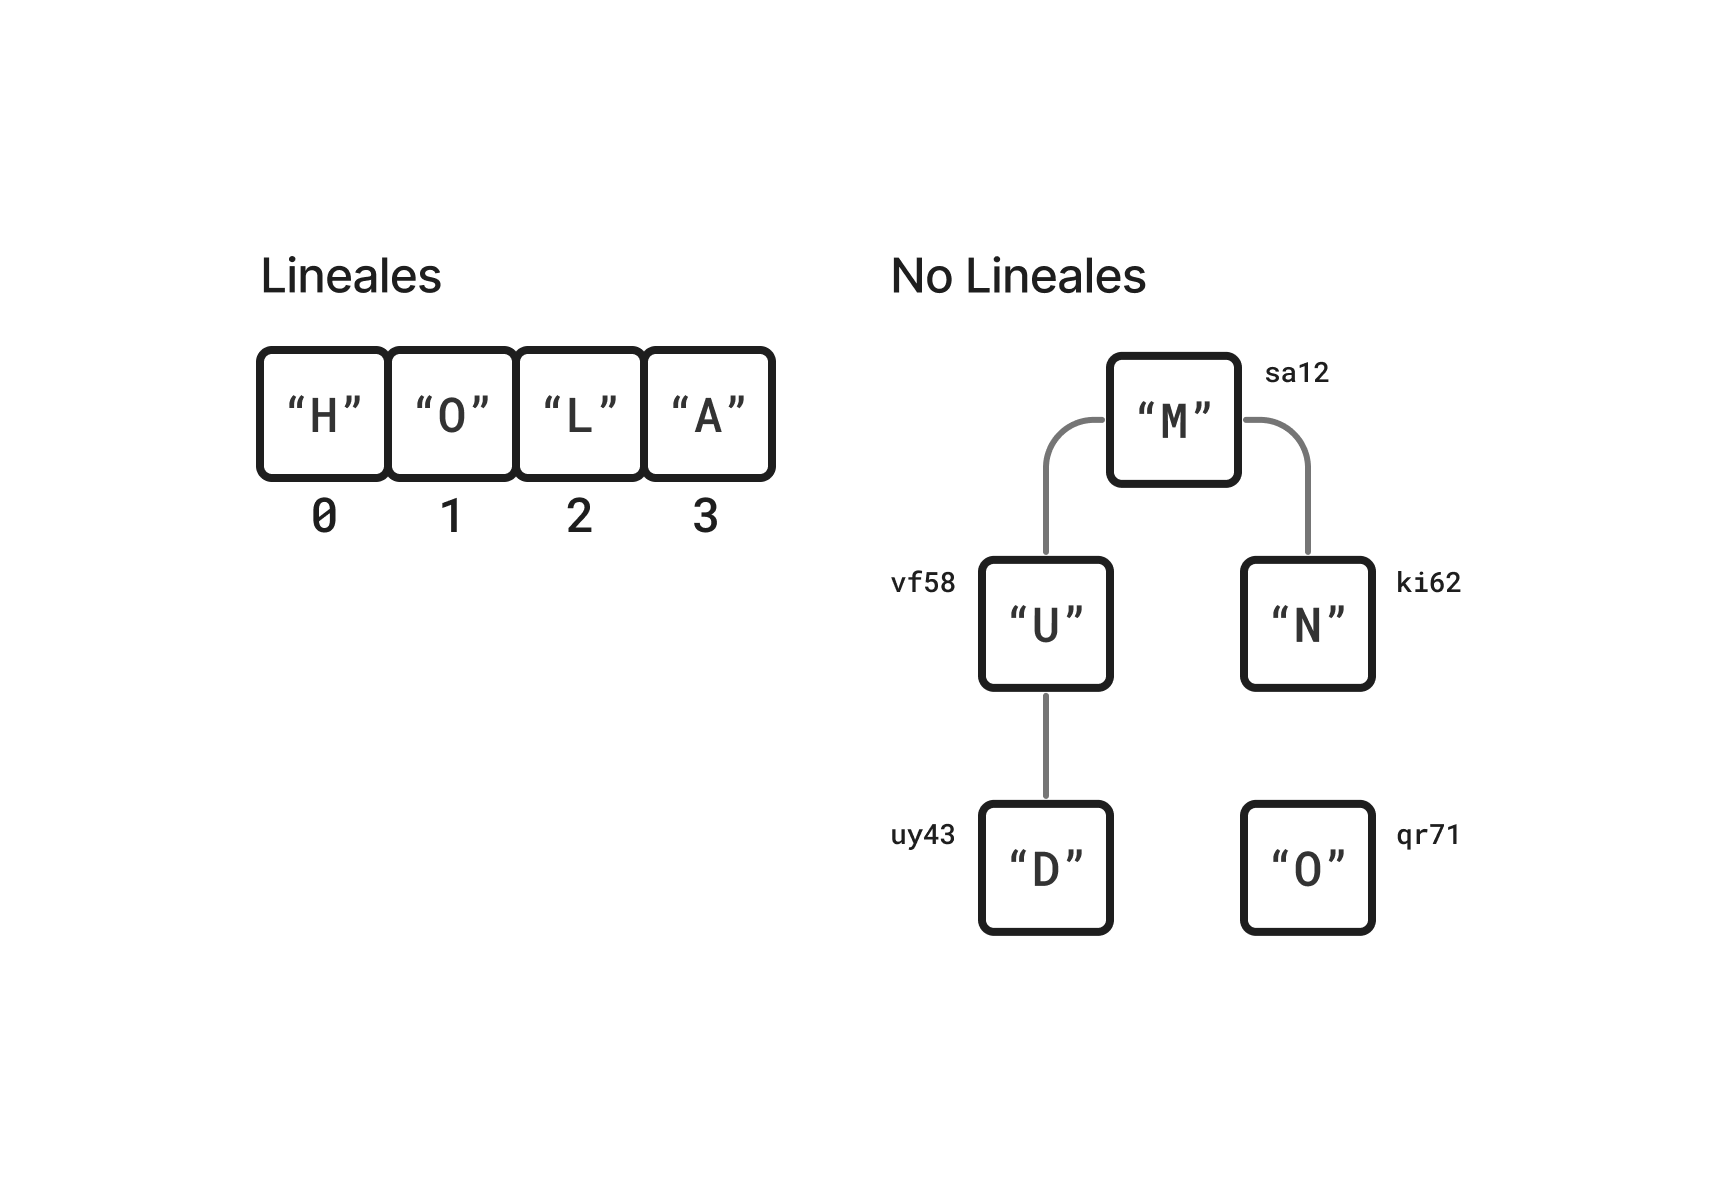 Lineales
“H” “O” “L” “A”
0 1 2 3
No Lineales
“M” sa12
vf58 “U” “N” ki62
uy43 “D” “O” qr71